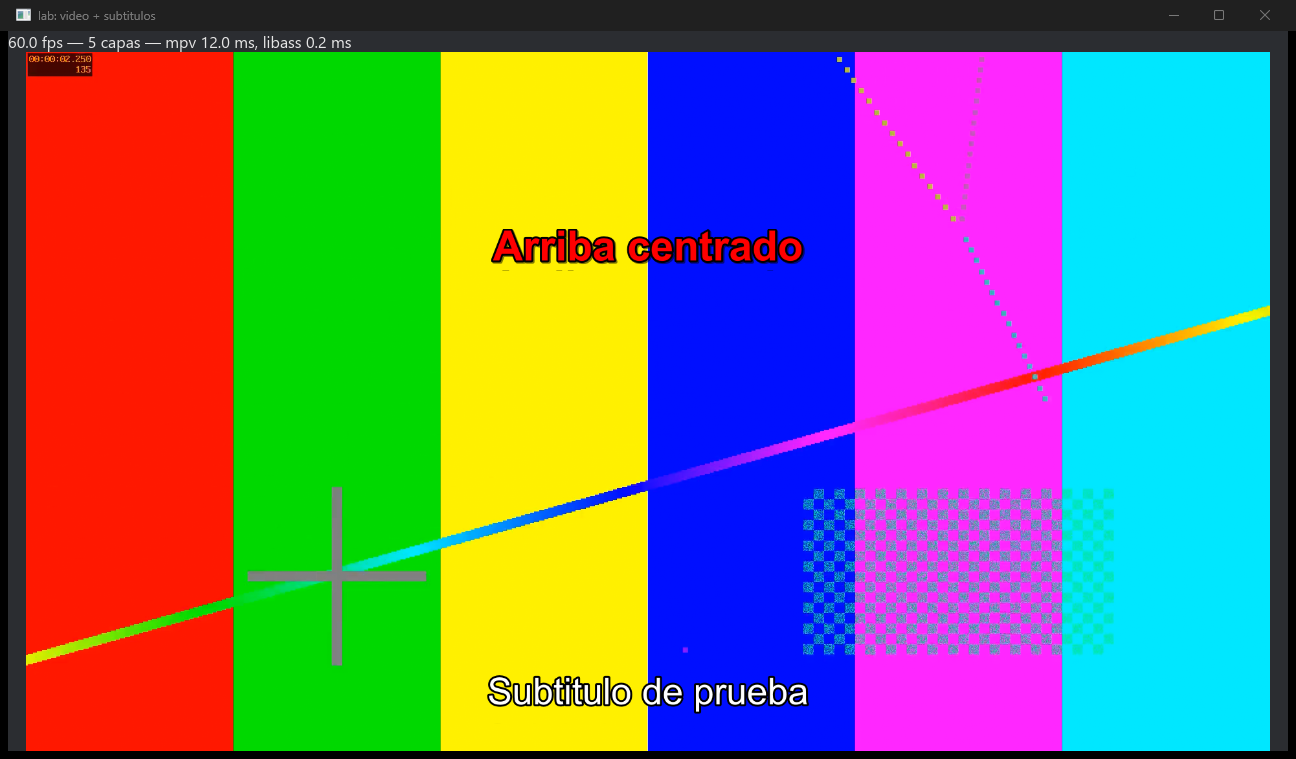 lab: video + subtitulos
60.0 fps — 5 capas — mpv 12.0 ms, libass 0.2 ms
00:00:02.250
135
Arriba centrado
Subtitulo de prueba